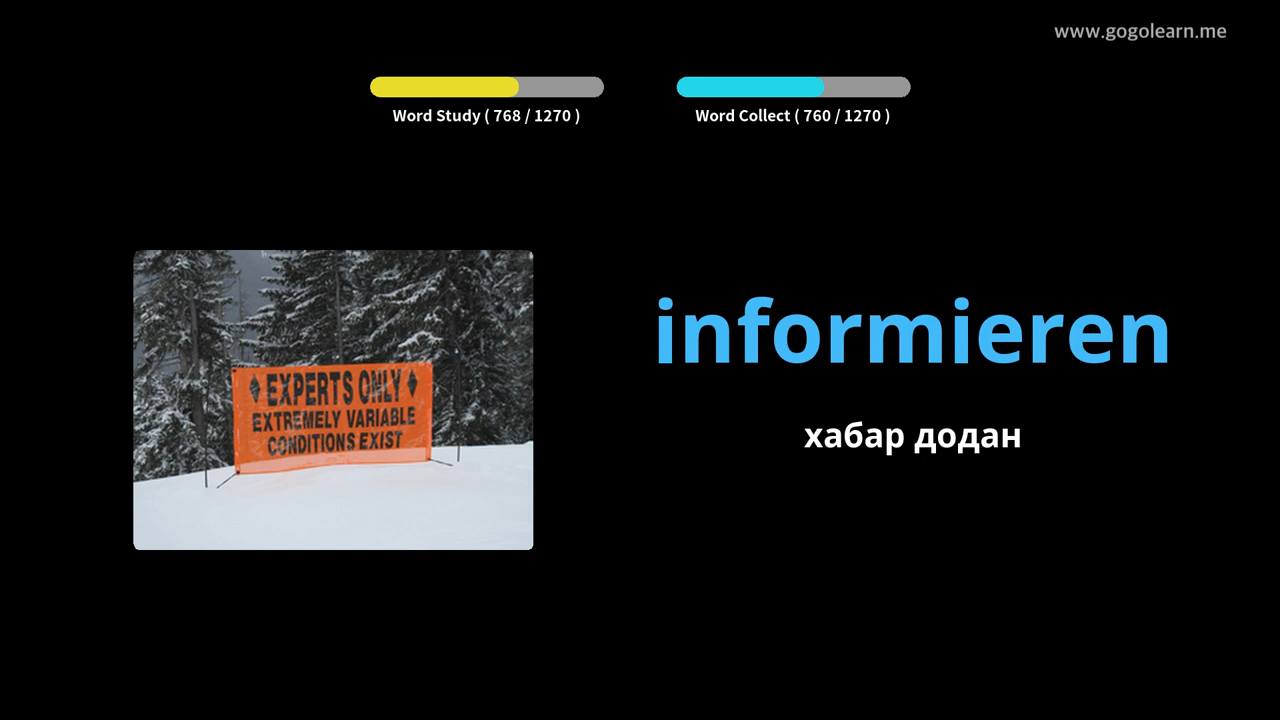 www.gogolearn.me
Word Study ( 768 / 1270 )
Word Collect ( 760 / 1270 )
EXPERTS ONLY
EXTREMELY VARIABLE
CONDITIONS EXIST
informieren
хабар додан